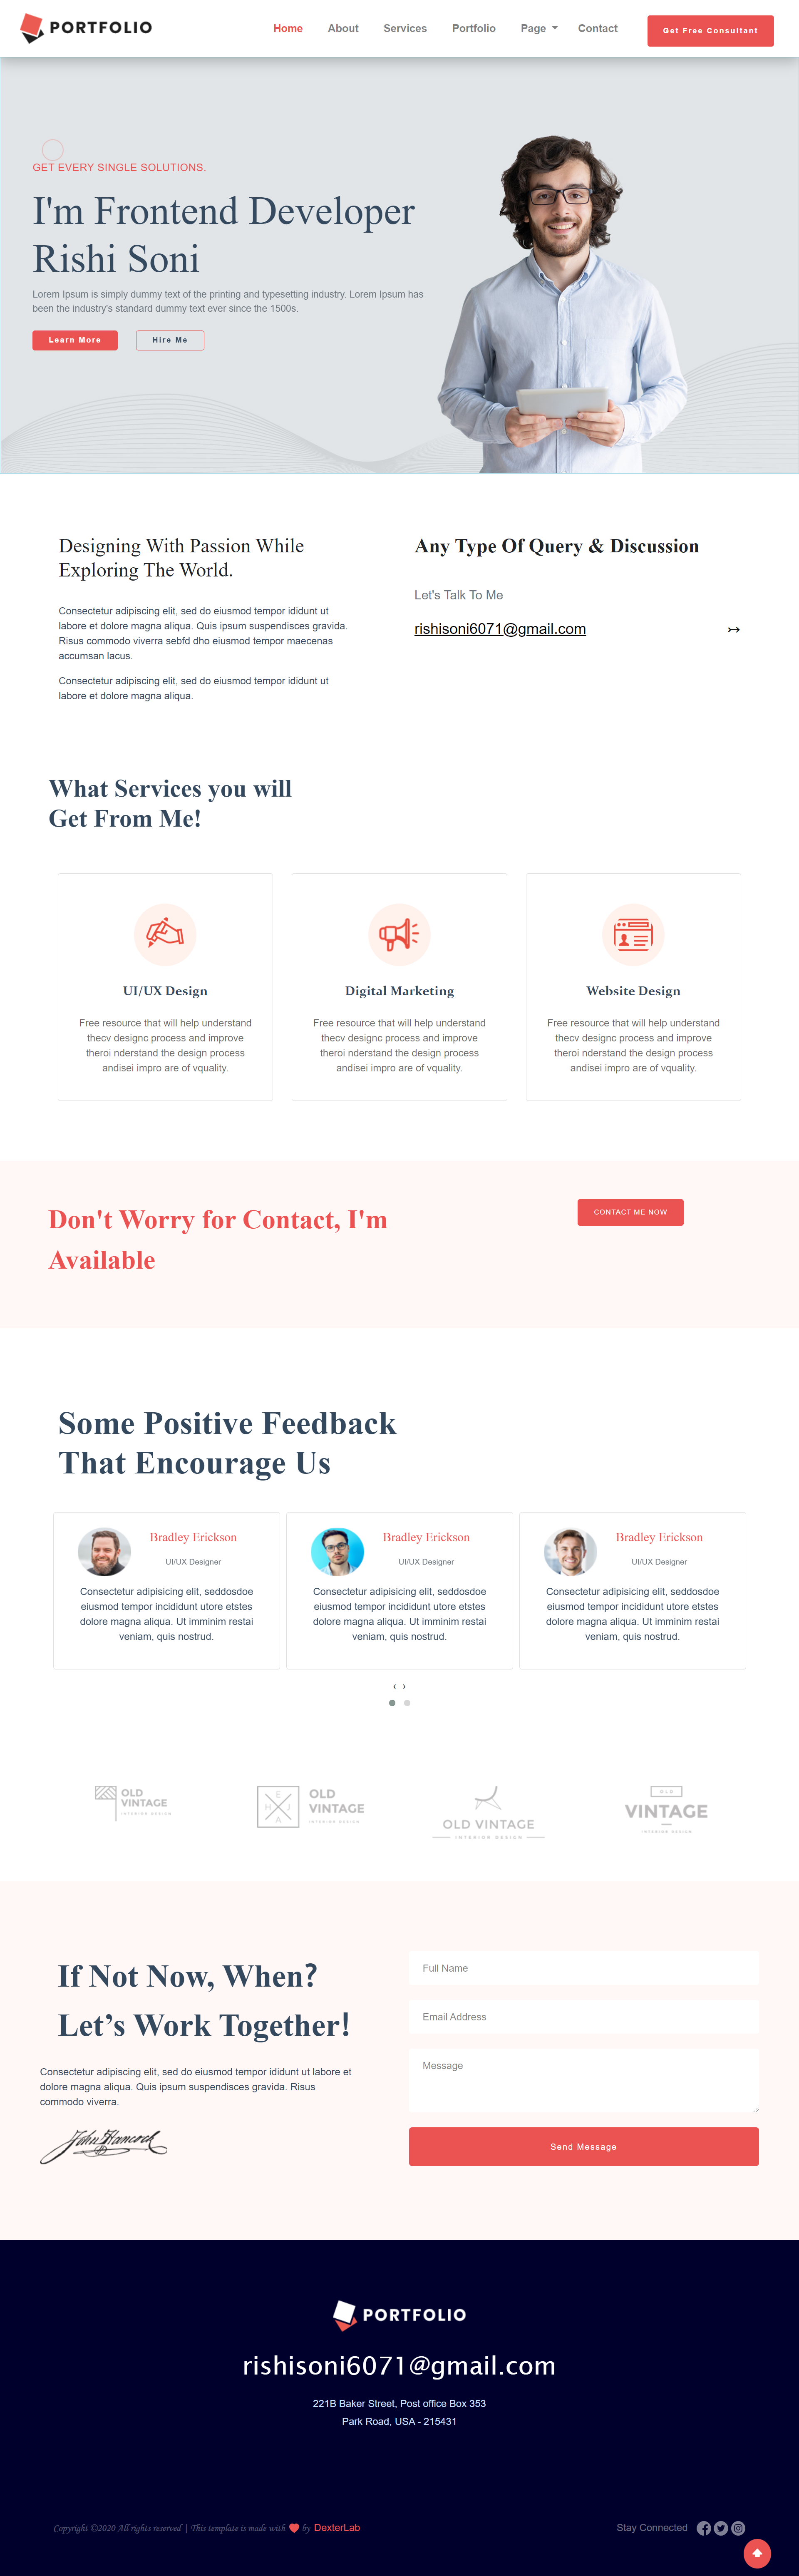 PORTFOLIO
Home About Services Portfolio Page Contact Get Free Consultant
GET EVERY SINGLE SOLUTIONS.
I'm Frontend Developer
Rishi Soni
Lorem Ipsum is simply dummy text of the printing and typesetting industry. Lorem Ipsum has
been the industry's standard dummy text ever since the 1500s.
Learn More Hire Me
Designing With Passion While
Exploring The World.
Consectetur adipiscing elit, sed do eiusmod tempor ididunt ut
labore et dolore magna aliqua. Quis ipsum suspendisces gravida.
Risus commodo viverra sebfd dho eiusmod tempor maecenas
accumsan lacus.
Consectetur adipiscing elit, sed do eiusmod tempor ididunt ut
labore et dolore magna aliqua.
Any Type Of Query & Discussion
Let's Talk To Me
rishisoni6071@gmail.com
What Services you will
Get From Me!
UI/UX Design
Free resource that will help understand
thecv designc process and improve
theroi nderstand the design process
andisei impro are of vquality.
Digital Marketing
Free resource that will help understand
thecv designc process and improve
theroi nderstand the design process
andisei impro are of vquality.
Website Design
Free resource that will help understand
thecv designc process and improve
theroi nderstand the design process
andisei impro are of vquality.
Don't Worry for Contact, I'm
Available
CONTACT ME NOW
Some Positive Feedback
That Encourage Us
Bradley Erickson
UI/UX Designer
Consectetur adipisicing elit, seddosdoe
eiusmod tempor incididunt utore etstes
dolore magna aliqua. Ut imminim restai
veniam, quis nostrud.
Bradley Erickson
UI/UX Designer
Consectetur adipisicing elit, seddosdoe
eiusmod tempor incididunt utore etstes
dolore magna aliqua. Ut imminim restai
veniam, quis nostrud.
Bradley Erickson
UI/UX Designer
Consectetur adipisicing elit, seddosdoe
eiusmod tempor incididunt utore etstes
dolore magna aliqua. Ut imminim restai
veniam, quis nostrud.
‹ ›
OLD
VINTAGE
INTERIOR DESIGN
E
H J
A
OLD
VINTAGE
INTERIOR DESIGN
OLD VINTAGE
INTERIOR DESIGN
OLD
VINTAGE
INTERIOR DESIGN
If Not Now, When?
Let's Work Together!
Consectetur adipiscing elit, sed do eiusmod tempor ididunt ut labore et
dolore magna aliqua. Quis ipsum suspendisces gravida. Risus
commodo viverra.
John Hancock
Full Name
Email Address
Message
Send Message
PORTFOLIO
rishisoni6071@gmail.com
221B Baker Street, Post office Box 353
Park Road, USA - 215431
Copyright ©2020 All rights reserved | This template is made with ♥ by DexterLab
Stay Connected